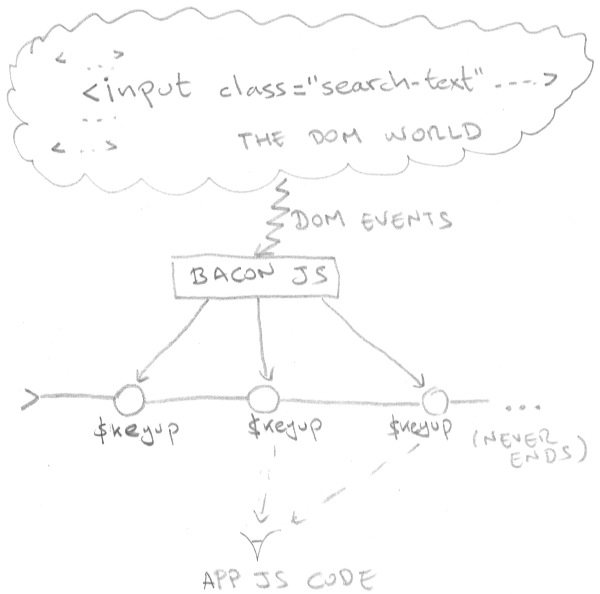 < ... >
<input class="search-text" ....>
...
< ... >
THE DOM WORLD
DOM EVENTS
BACON JS
$keyup
$keyup
$keyup
...
(NEVER
ENDS)
APP JS CODE